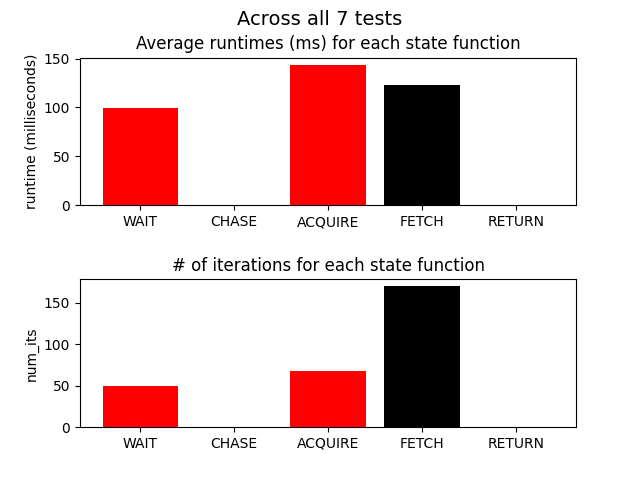 Across all 7 tests
Average runtimes (ms) for each state function
runtime (milliseconds)
150
100
50
0
WAIT CHASE ACQUIRE FETCH RETURN
# of iterations for each state function
num_its
150
100
50
0
WAIT CHASE ACQUIRE FETCH RETURN